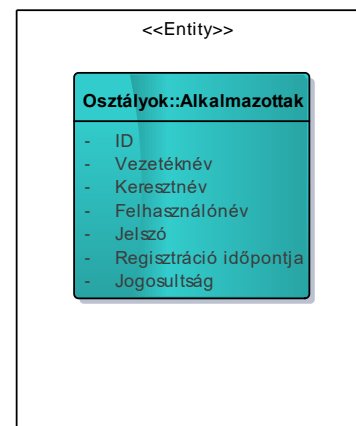 <<Entity>>
Osztályok::Alkalmazottak
- ID
- Vezetéknév
- Keresztnév
- Felhasználónév
- Jelszó
- Regisztráció időpontja
- Jogosultság